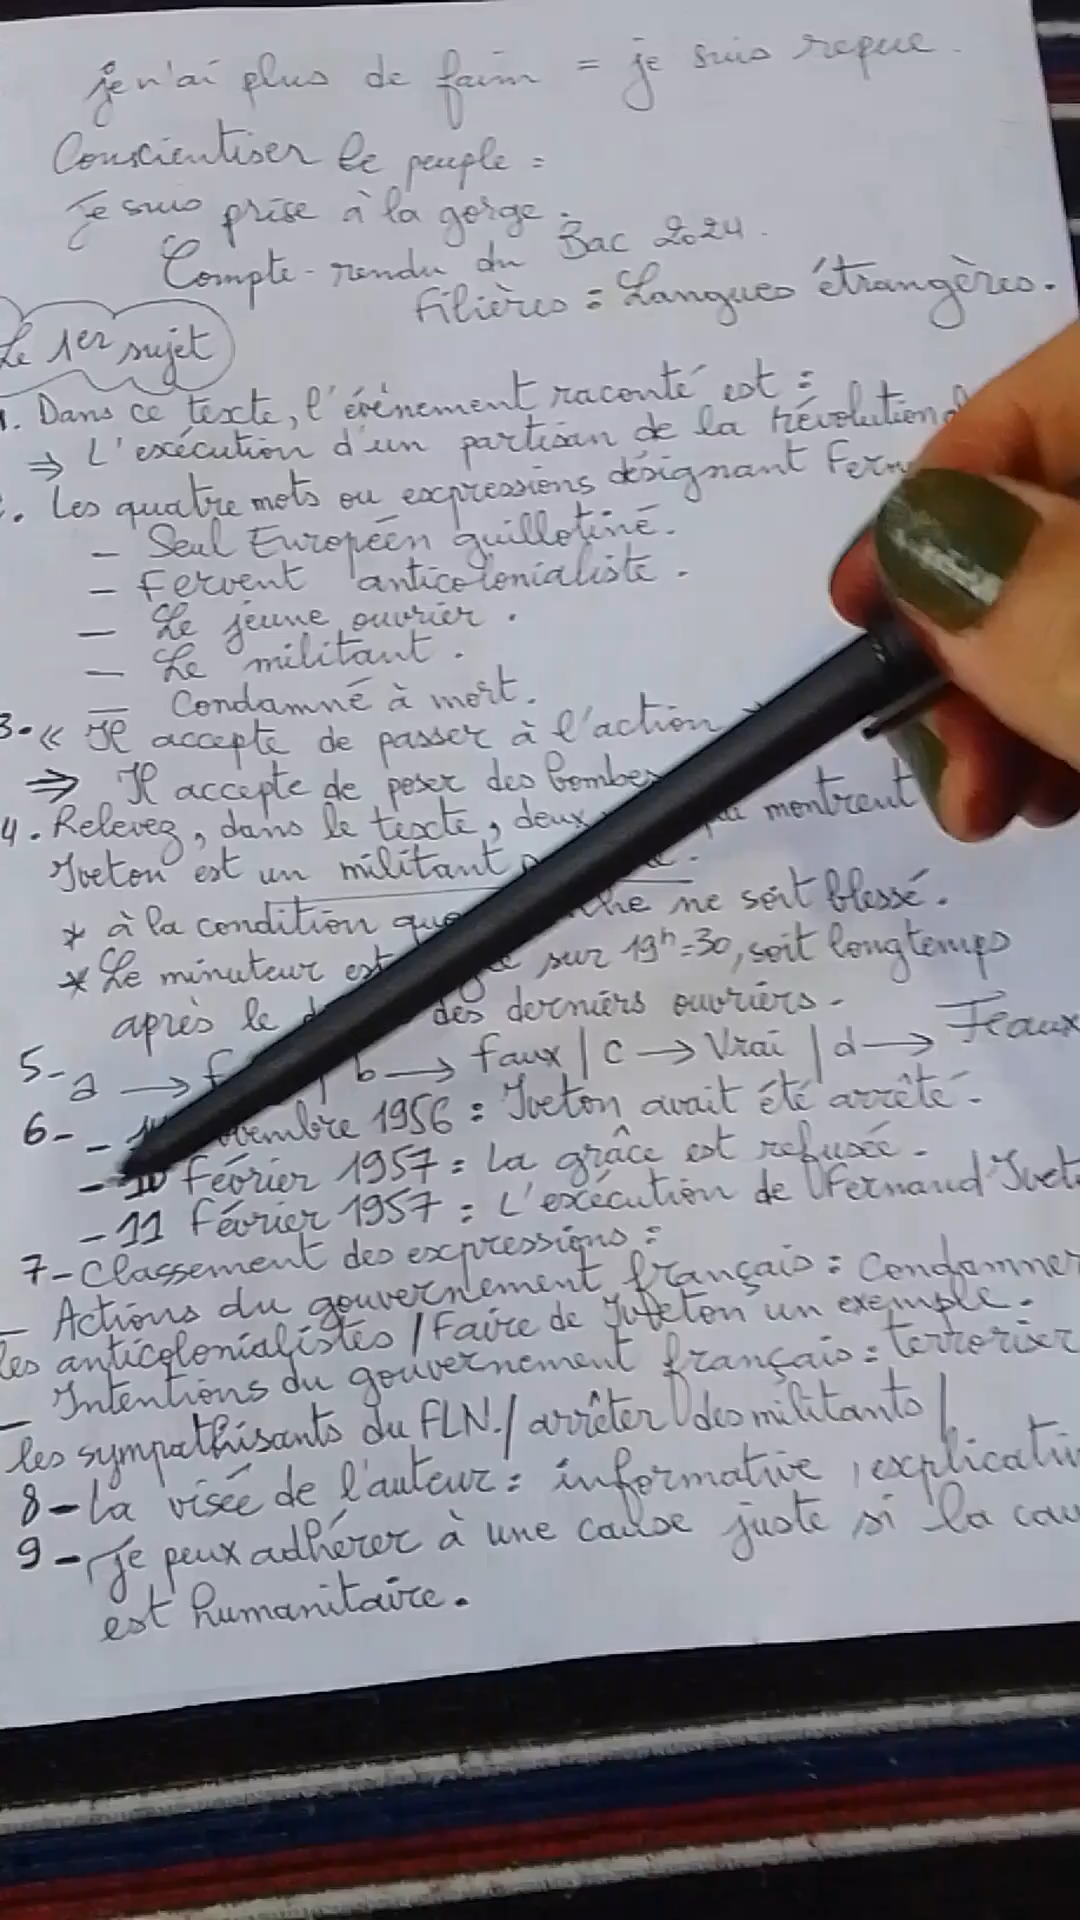 je n'ai plus de faim = je suis repue.
Conscientiser le peuple =
Je suis prise à la gorge.
Compte-rendu du Bac 2024.
Filières = Langues étrangères.
Le 1er sujet
1. Dans ce texte, l'événement raconté est :
⇒ L'exécution d'un partisan de la révolution
. Les quatre mots ou expressions désignant
– Seul Européen guillotiné.
– Fervent anticolonialiste.
– Le jeune ouvrier.
– Le militant.
– Condamné à mort.
3- « Il accepte de passer à l'action
⇒ Il accepte de poser des bombes
4. Relevez, dans le texte, deux montrent
Iveton est un militant
* à la condition que ne soit blessé.
* Le minuteur est sur 19h=30, soit longtemps
après le des derniers ouvriers.
5- a → b → faux | c → Vrai | d → Feaux
6- - 1956 = Iveton avait été arrêté.
- Février 1957 = La grâce est refusée.
- 11 Février 1957 = L'exécution de Fernand Ivet
7- Classement des expressions :
– Actions du gouvernement français = Condamner
les anticolonialistes / Faire de Iveton un exemple.
– Intentions du gouvernement français = terroriser
les sympathisants du FLN. / arrêter des militants /
8- La visée de l'auteur = informative, explicativ
9- Je peux adhérer à une cause juste si la cau
est humanitaire.